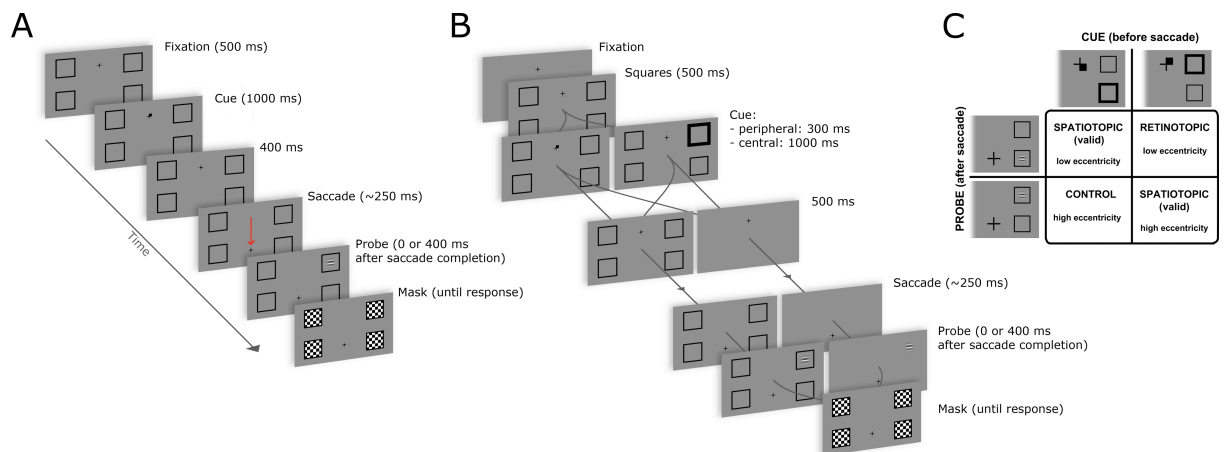 A
Fixation (500 ms)
Cue (1000 ms)
400 ms
Saccade (~250 ms)
Probe (0 or 400 ms
after saccade completion)
Mask (until response)
Time
B
Fixation
Squares (500 ms)
Cue:
- peripheral: 300 ms
- central: 1000 ms
500 ms
Saccade (~250 ms)
Probe (0 or 400 ms
after saccade completion)
Mask (until response)
C
CUE (before saccade)
PROBE (after saccade)
SPATIOTOPIC
(valid)
low eccentricity
RETINOTOPIC
low eccentricity
CONTROL
high eccentricity
SPATIOTOPIC
(valid)
high eccentricity